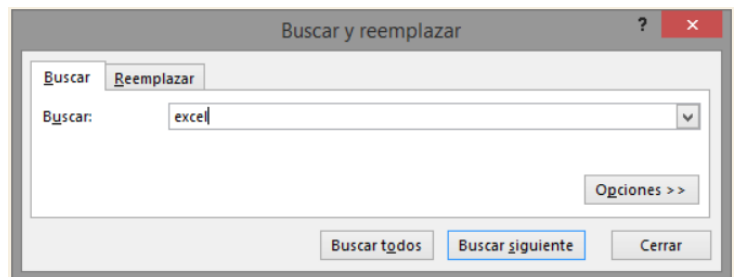 Buscar y reemplazar ? ×
Buscar Reemplazar
Buscar: excel
Opciones >>
Buscar todos Buscar siguiente Cerrar